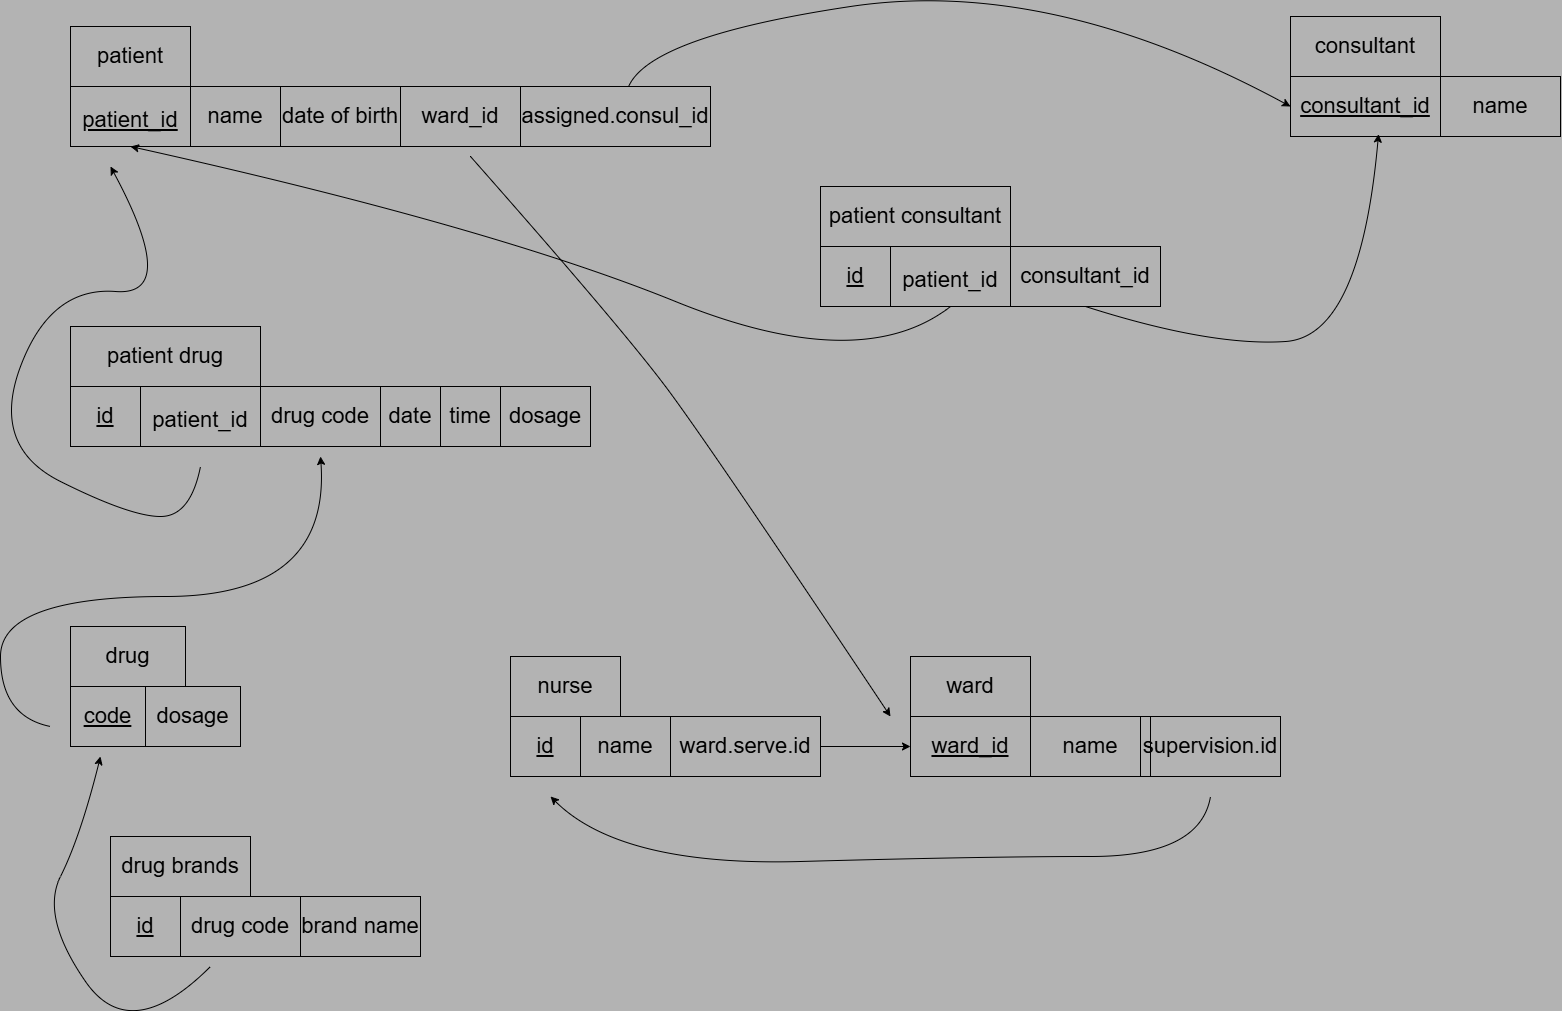 patient
patient_id name date of birth ward_id assigned.consul_id
consultant
consultant_id name
patient consultant
id patient_id consultant_id
patient drug
id patient_id drug code date time dosage
drug
code dosage
nurse
id name ward.serve.id
ward
ward_id name supervision.id
drug brands
id drug code brand name